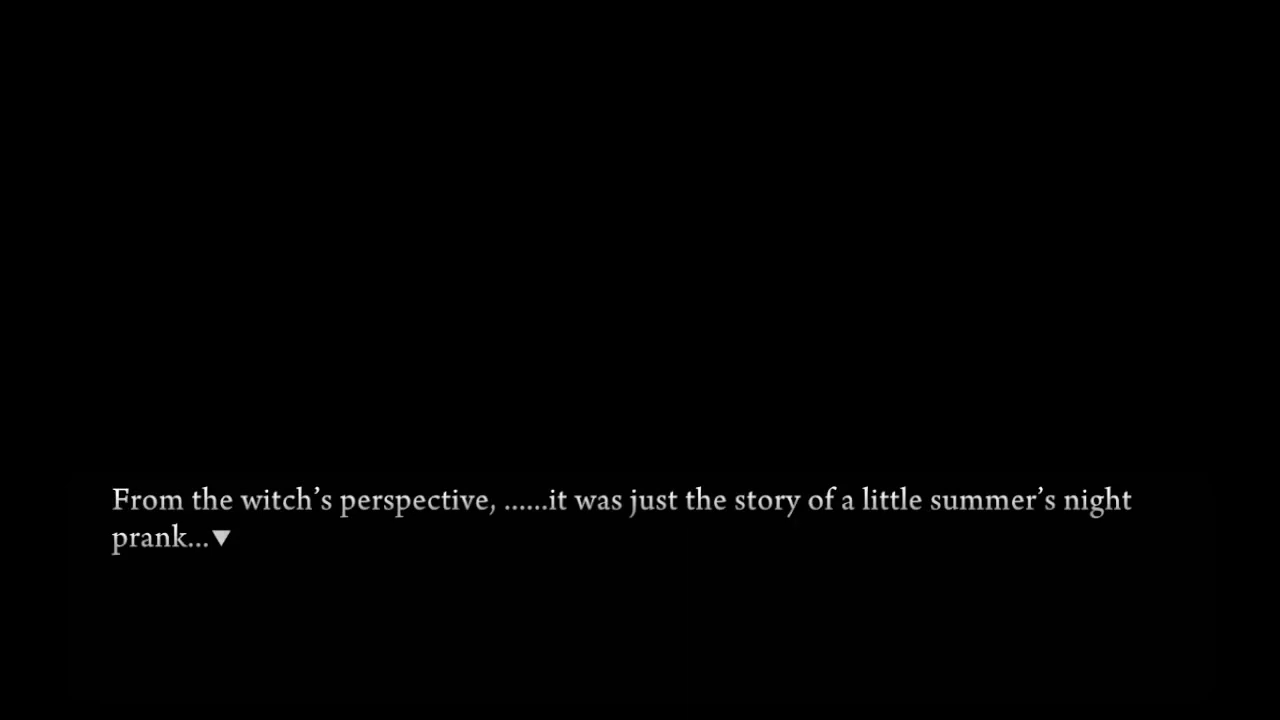 From the witch’s perspective, ......it was just the story of a little summer’s night
prank...▼